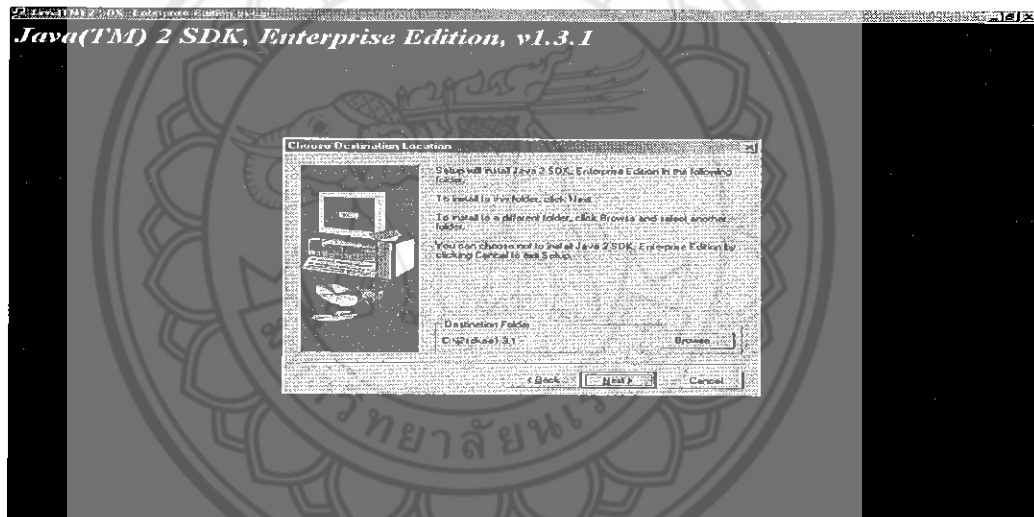 Java(TM) 2 SDK, Enterprise Edition, v1.3.1
Choose Destination Location
Setup will install Java 2 SDK, Enterprise Edition in the following
folder.
To install to this folder, click Next.
To install to a different folder, click Browse and select another
folder.
You can choose not to install Java 2 SDK, Enterprise Edition by
clicking Cancel to exit Setup.
Destination Folder
C:\j2sdkee1.3.1
Browse...
< Back
Next >
Cancel